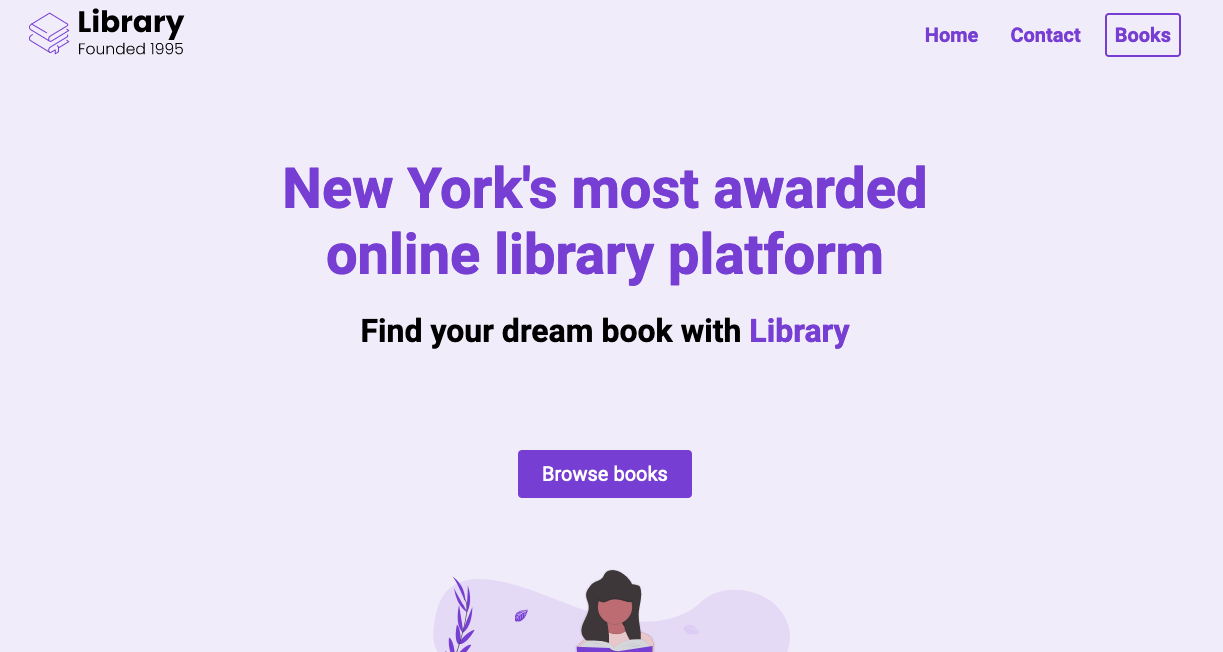 Library
Founded 1995
Home
Contact
Books
New York's most awarded
online library platform
Find your dream book with Library
Browse books